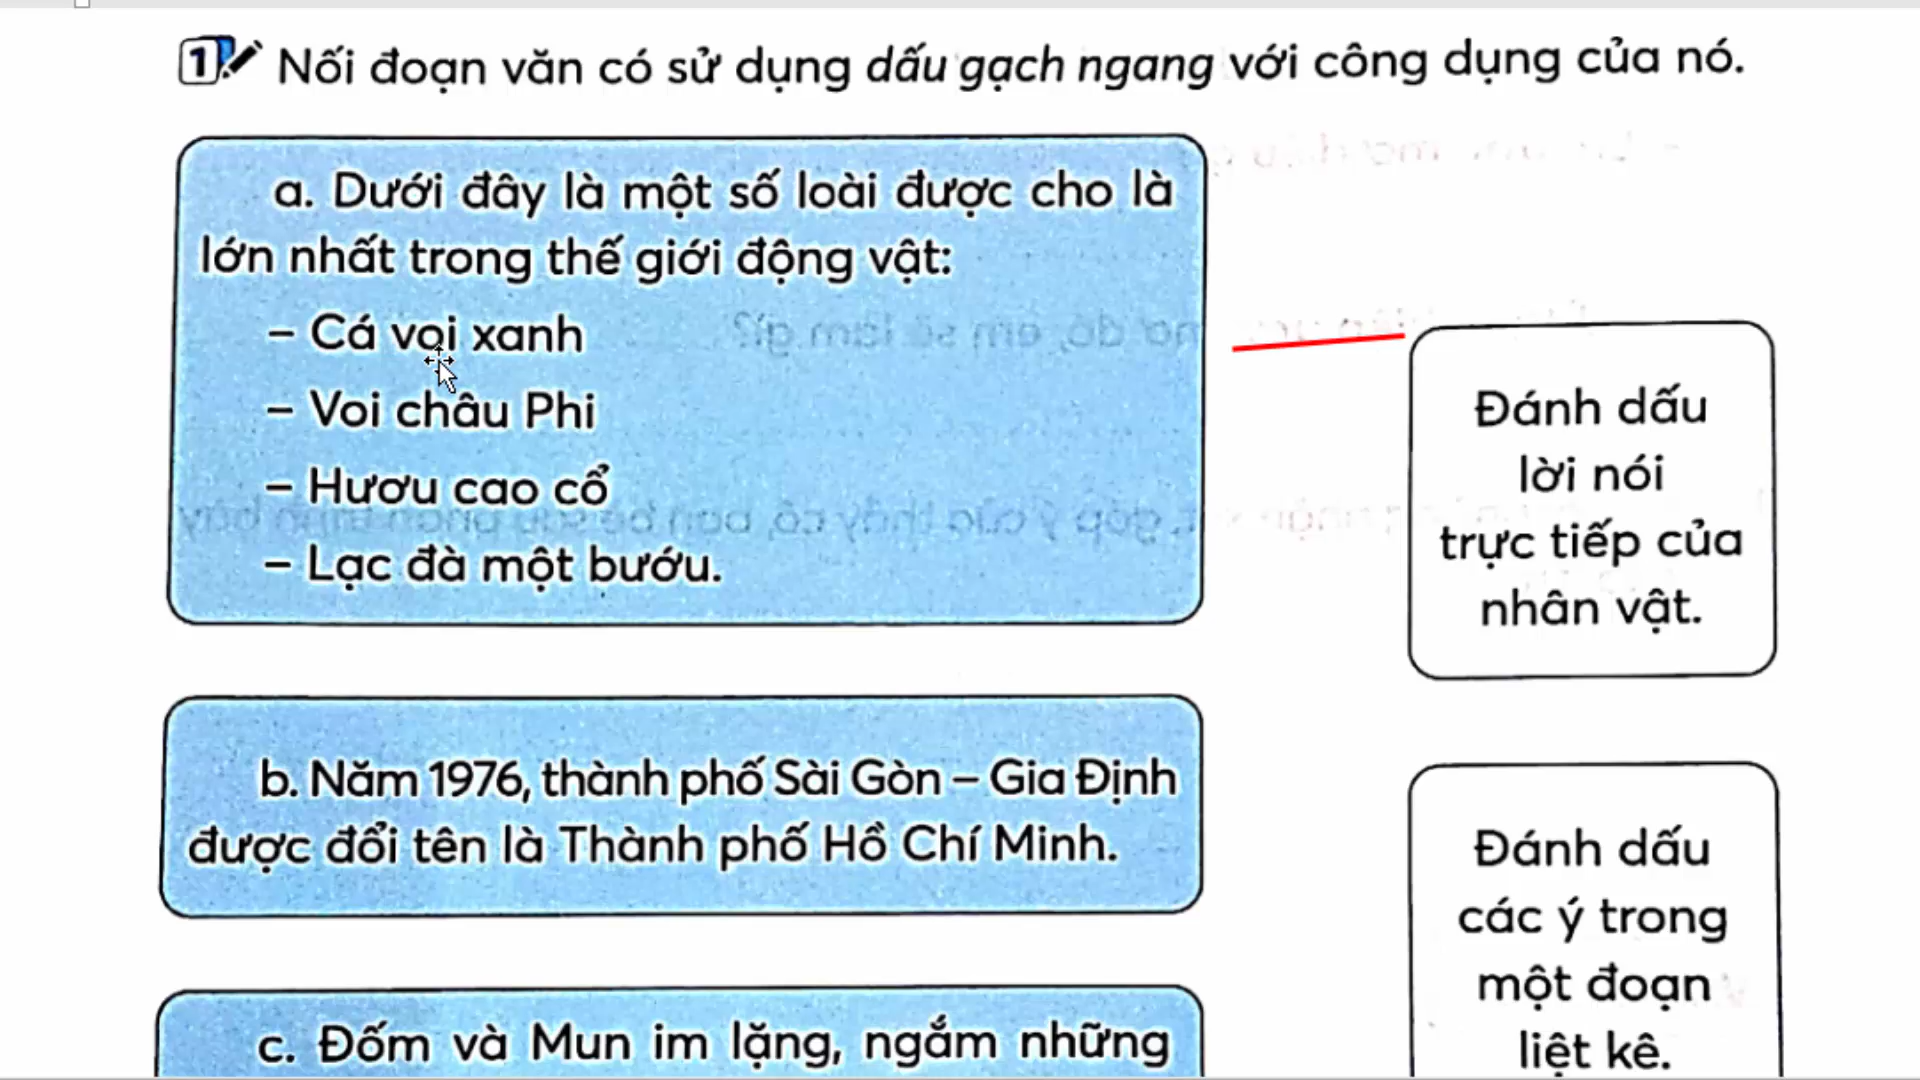 1 Nối đoạn văn có sử dụng dấu gạch ngang với công dụng của nó.
a. Dưới đây là một số loài được cho là
lớn nhất trong thế giới động vật:
– Cá voi xanh
– Voi châu Phi
– Hươu cao cổ
– Lạc đà một bướu.
Đánh dấu
lời nói
trực tiếp của
nhân vật.
b. Năm 1976, thành phố Sài Gòn – Gia Định
được đổi tên là Thành phố Hồ Chí Minh.
Đánh dấu
các ý trong
một đoạn
liệt kê.
c. Đốm và Mun im lặng, ngắm những